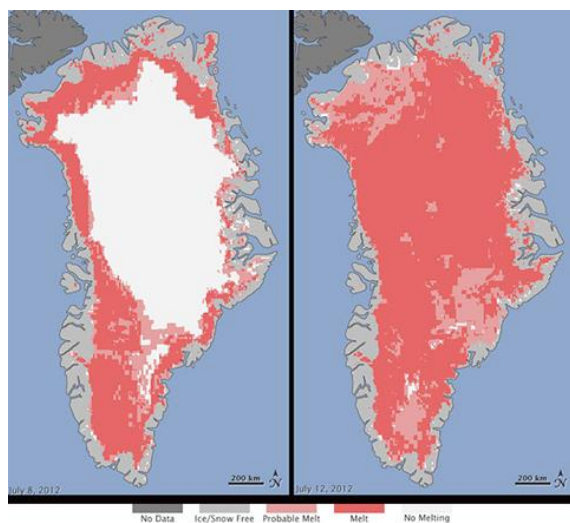 200 km
N
July 8, 2012
200 km
N
July 12, 2012
No Data
Ice/Snow Free
Probable Melt
Melt
No Melting